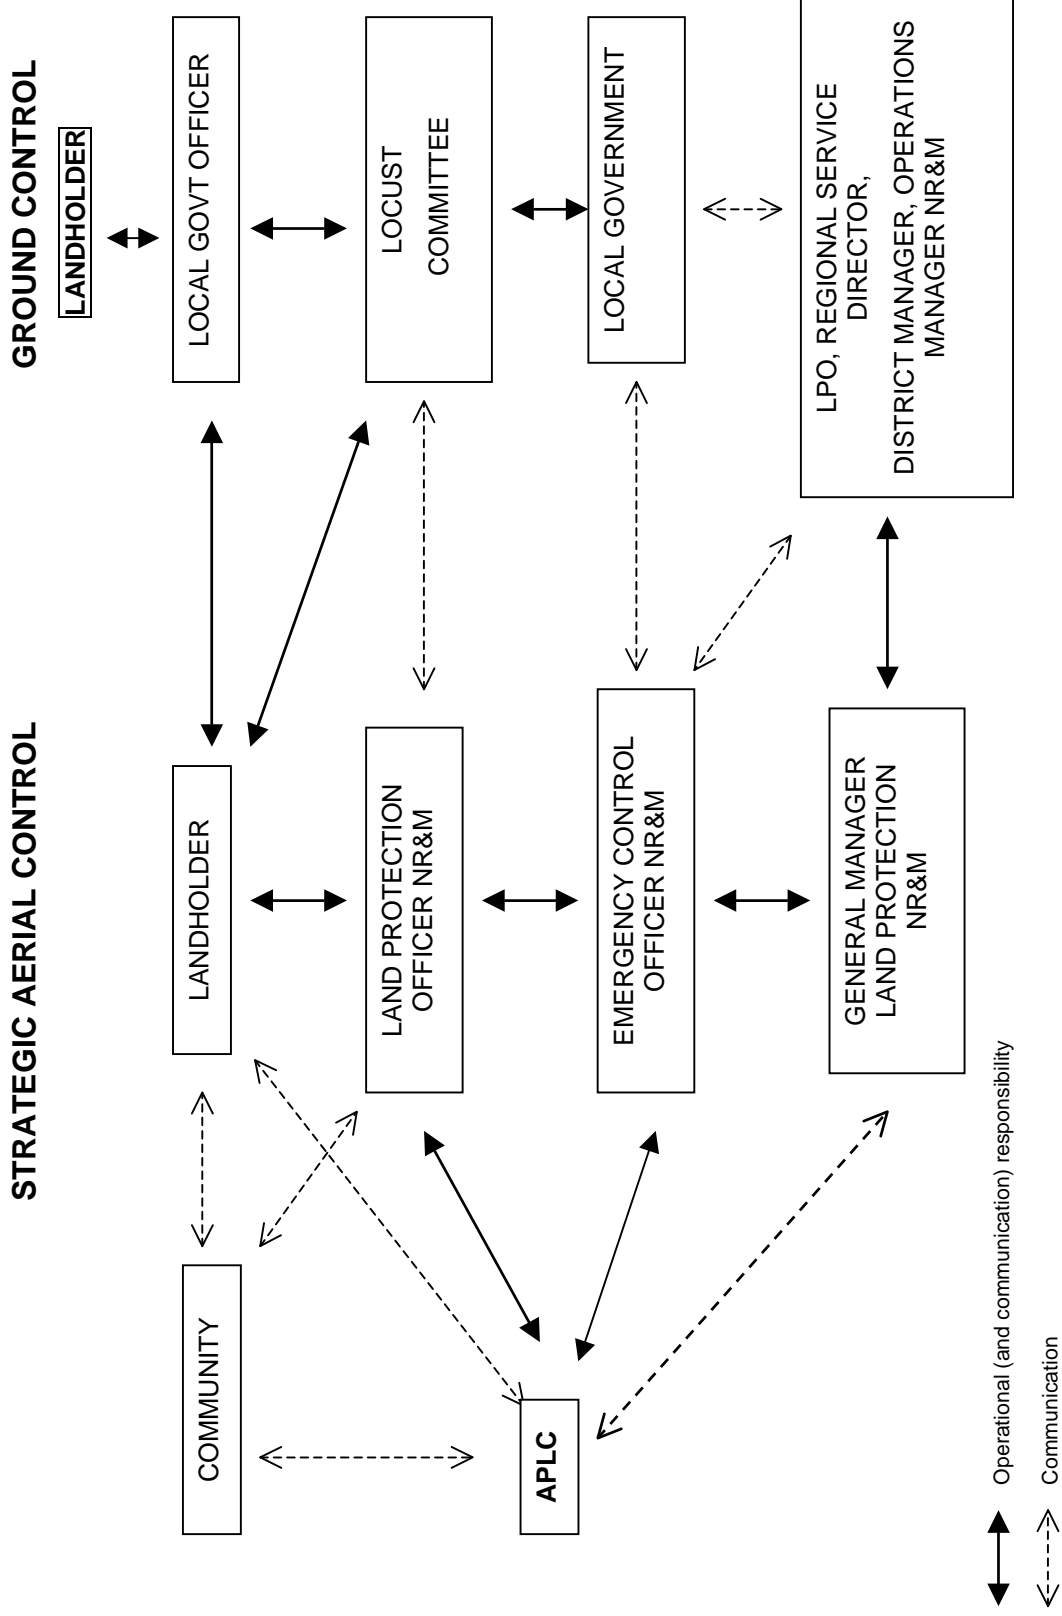 STRATEGIC AERIAL CONTROL
GROUND CONTROL
LANDHOLDER
COMMUNITY
LANDHOLDER
LOCAL GOVT OFFICER
LAND PROTECTION
OFFICER NR&M
LOCUST
COMMITTEE
APLC
EMERGENCY CONTROL
OFFICER NR&M
LOCAL GOVERNMENT
GENERAL MANAGER
LAND PROTECTION
NR&M
LPO, REGIONAL SERVICE
DIRECTOR,
DISTRICT MANAGER, OPERATIONS
MANAGER NR&M
Operational (and communication) responsibility
Communication